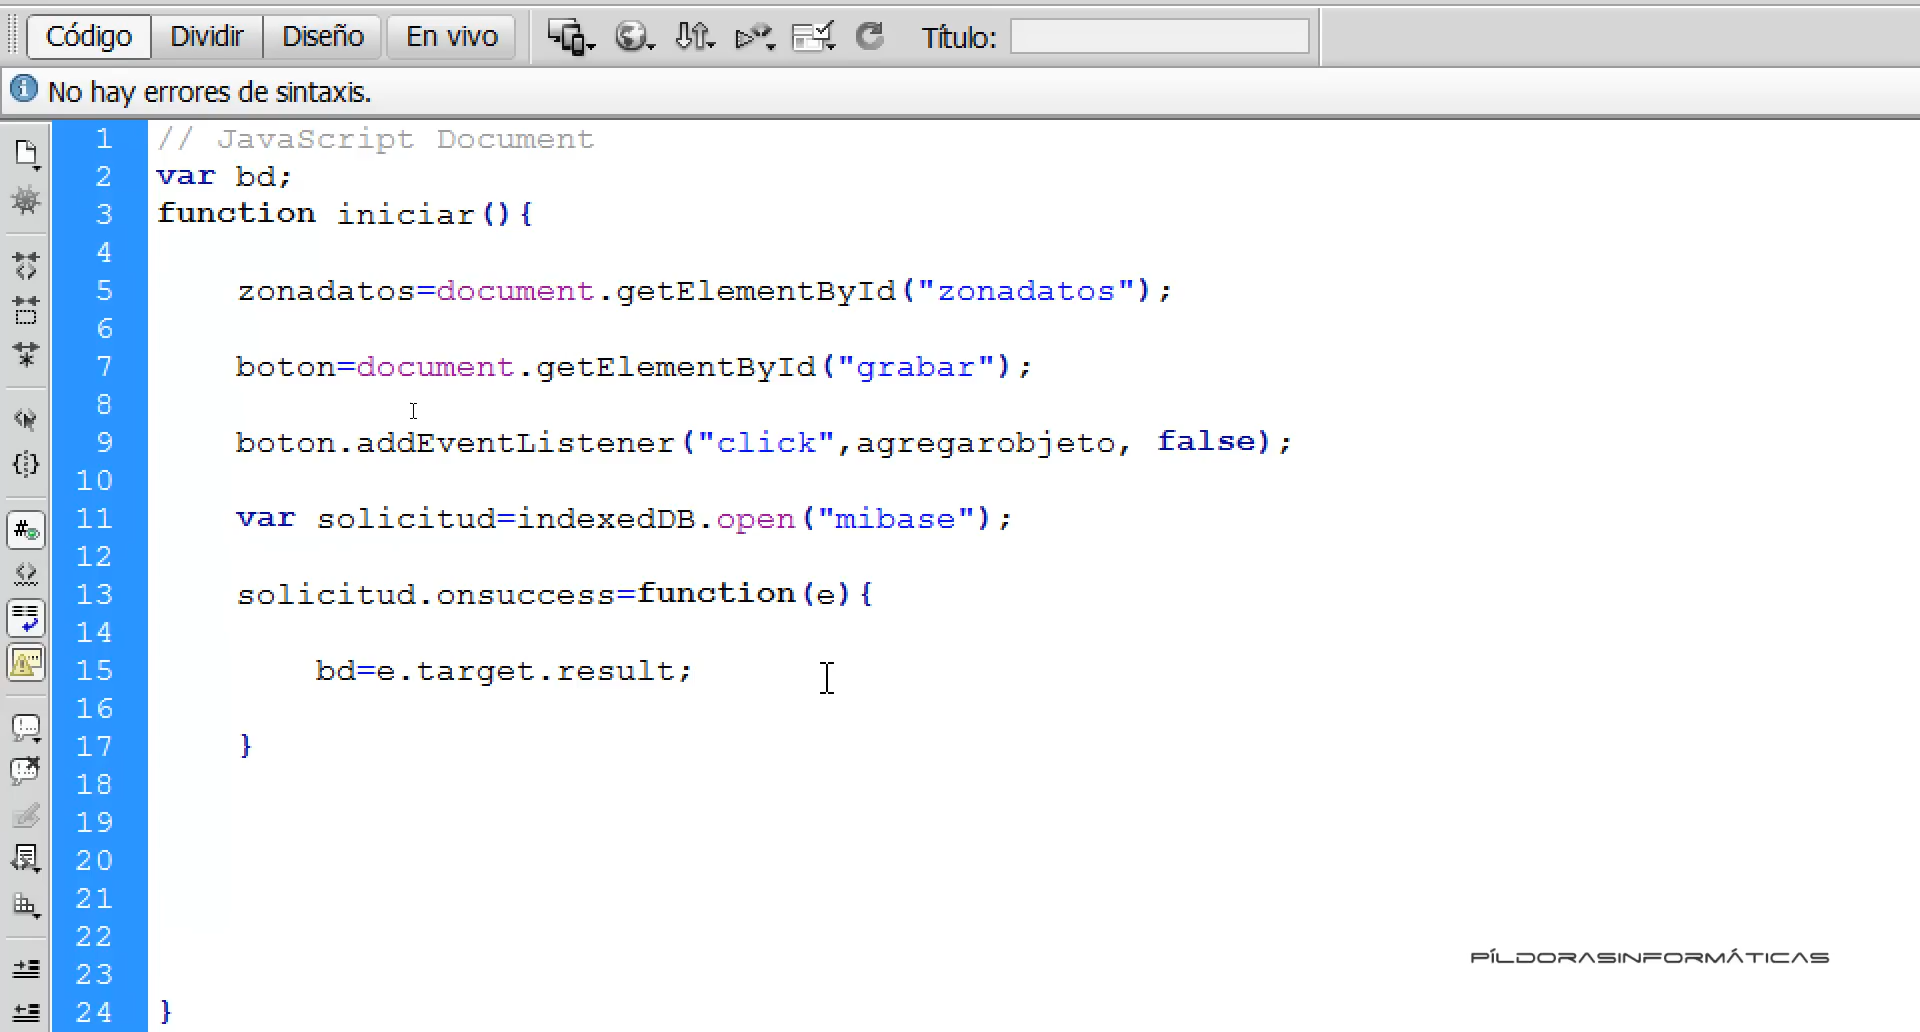 Código Dividir Diseño En vivo Título:
No hay errores de sintaxis.
1 // JavaScript Document
2 var bd;
3 function iniciar(){
4
5 zonadatos=document.getElementById("zonadatos");
6
7 boton=document.getElementById("grabar");
8
9 boton.addEventListener("click",agregarobjeto, false);
10
11 var solicitud=indexedDB.open("mibase");
12
13 solicitud.onsuccess=function(e){
14
15 bd=e.target.result;
16
17 }
18
19
20
21
22
PÍLDORASINFORMÁTICAS
23
24 }